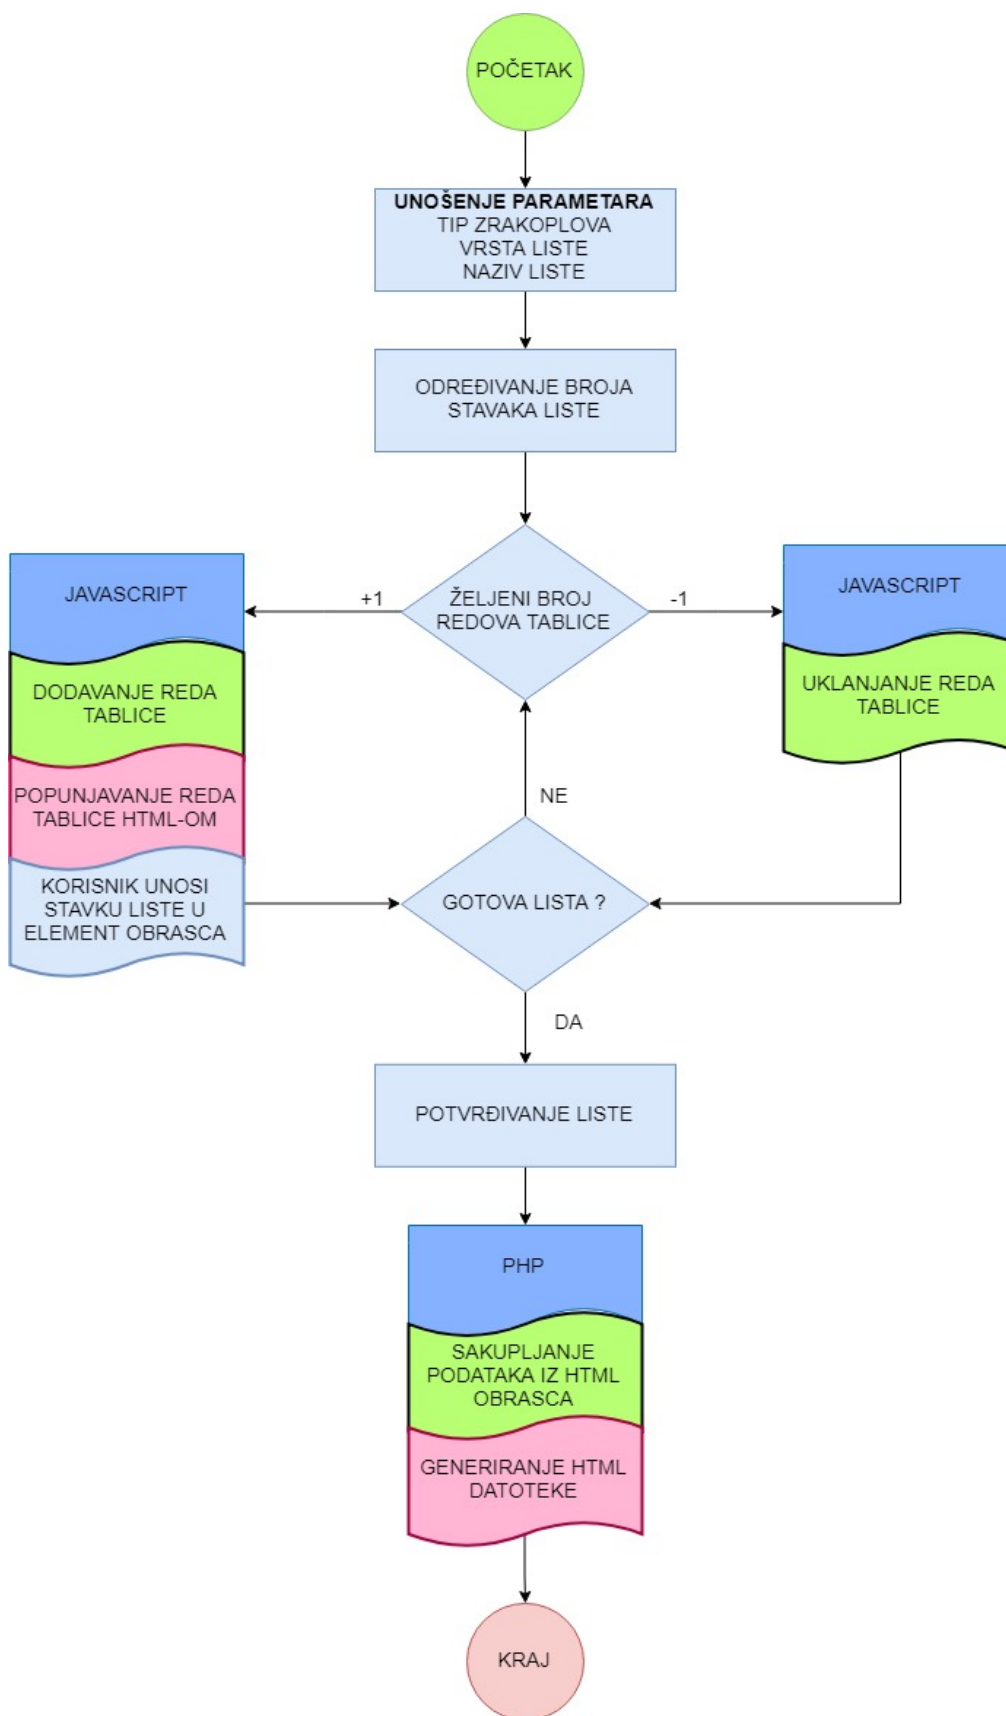 POČETAK
UNOŠENJE PARAMETARA
TIP ZRAKOPLOVA
VRSTA LISTE
NAZIV LISTE
ODREĐIVANJE BROJA
STAVAKA LISTE
ŽELJENI BROJ
REDOVA TABLICE
+1
-1
JAVASCRIPT
DODAVANJE REDA
TABLICE
POPUNJAVANJE REDA
TABLICE HTML-OM
KORISNIK UNOSI
STAVKU LISTE U
ELEMENT OBRASCA
JAVASCRIPT
UKLANJANJE REDA
TABLICE
NE
GOTOVA LISTA ?
DA
POTVRĐIVANJE LISTE
PHP
SAKUPLJANJE
PODATAKA IZ HTML
OBRASCA
GENERIRANJE HTML
DATOTEKE
KRAJ